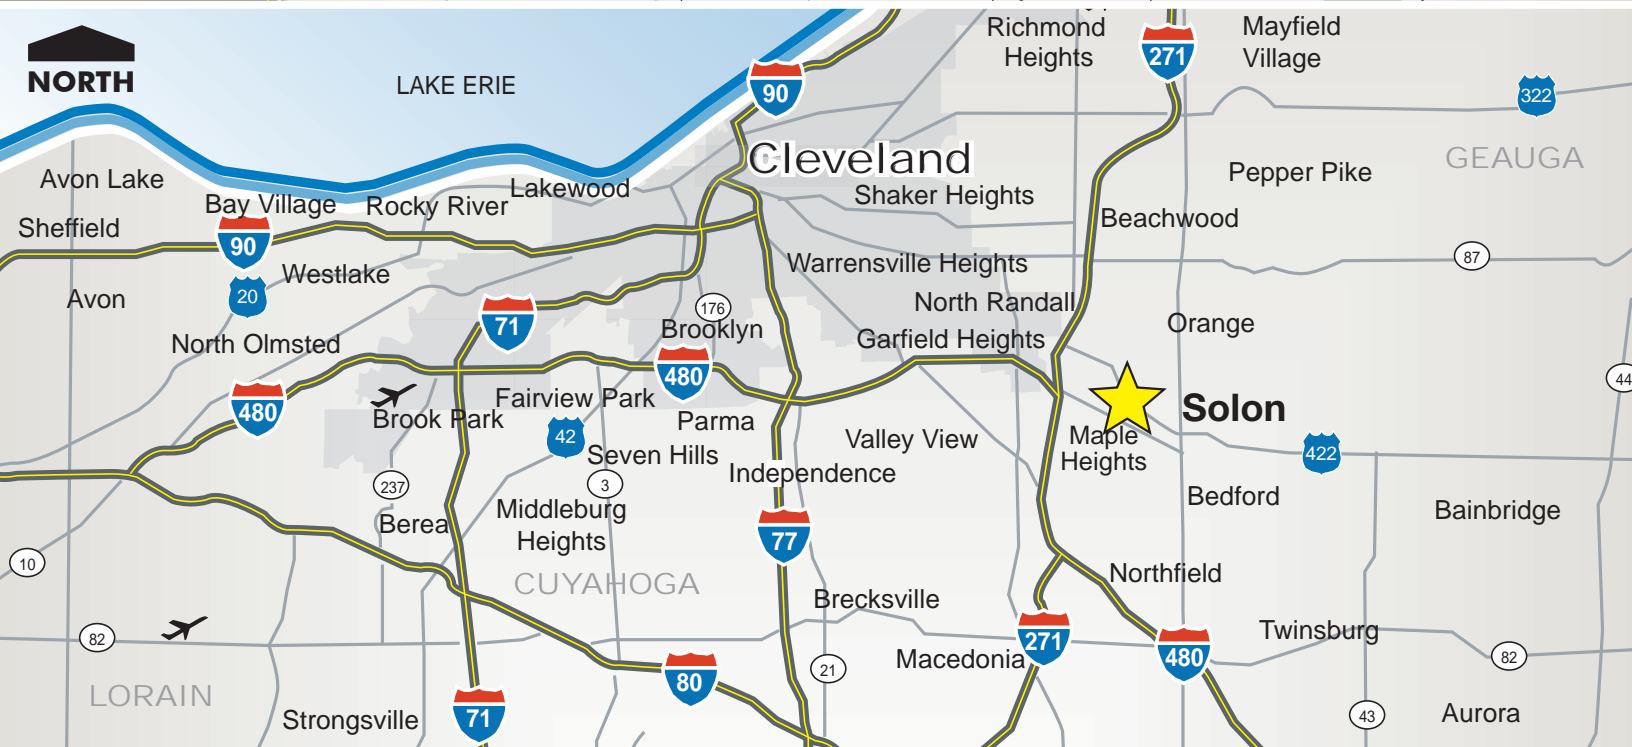 Richmond
Heights
271
Mayfield
Village
NORTH
LAKE ERIE
90
322
Cleveland
GEAUGA
Avon Lake
Lakewood
Pepper Pike
Bay Village
Rocky River
Shaker Heights
Sheffield
Beachwood
90
Westlake
Warrensville Heights
87
20
Avon
North Randall
176
71
Brooklyn
Orange
North Olmsted
Garfield Heights
480
44
480
Fairview Park
Solon
Brook Park
Parma
42
Valley View
Maple
Heights
422
Seven Hills
Independence
237
3
Bedford
Middleburg
Heights
Bainbridge
Berea
77
10
Northfield
CUYAHOGA
Brecksville
82
271
Twinsburg
480
82
Macedonia
21
80
LORAIN
71
Strongsville
43
Aurora